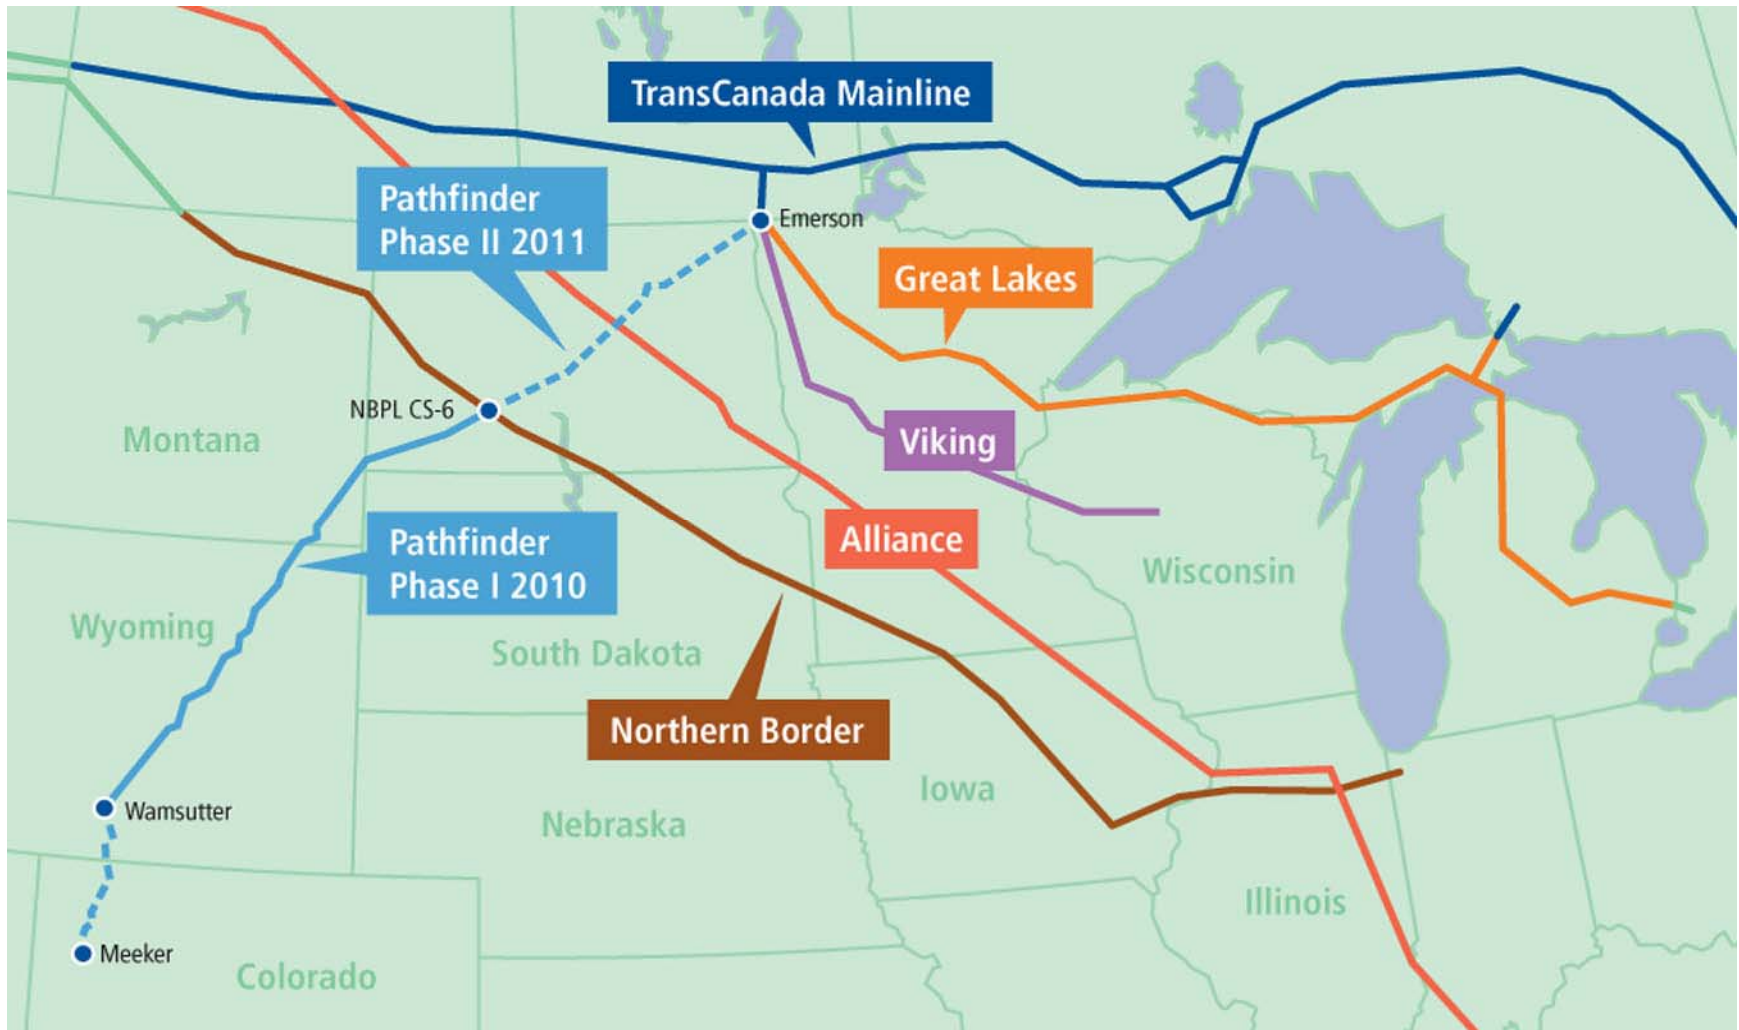 TransCanada Mainline
Pathfinder
Phase II 2011
Emerson
Great Lakes
NBPL CS-6
Montana
Viking
Pathfinder
Phase I 2010
Alliance
Wisconsin
Wyoming
South Dakota
Northern Border
Iowa
Wamsutter
Nebraska
Illinois
Meeker
Colorado